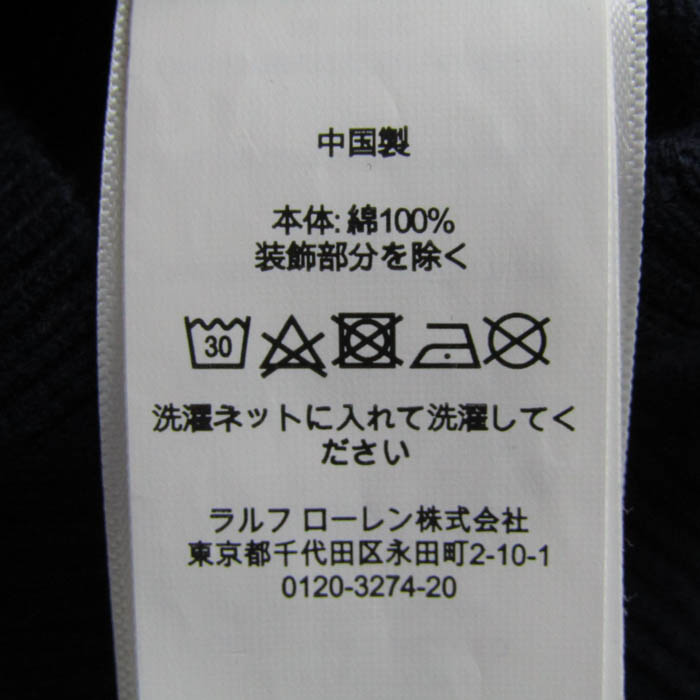 中国製
本体: 綿100%
装飾部分を除く
30
洗濯ネットに入れて洗濯してく
ださい
ラルフ ローレン株式会社
東京都千代田区永田町2-10-1
0120-3274-20